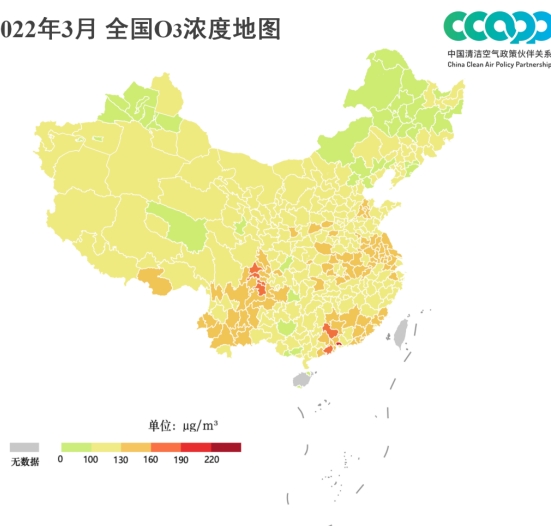 022年3月 全国O3浓度地图
CCAPP
中国清洁空气政策伙伴关系
China Clean Air Policy Partnership
单位：μg/m³
无数据 0 100 130 160 190 220